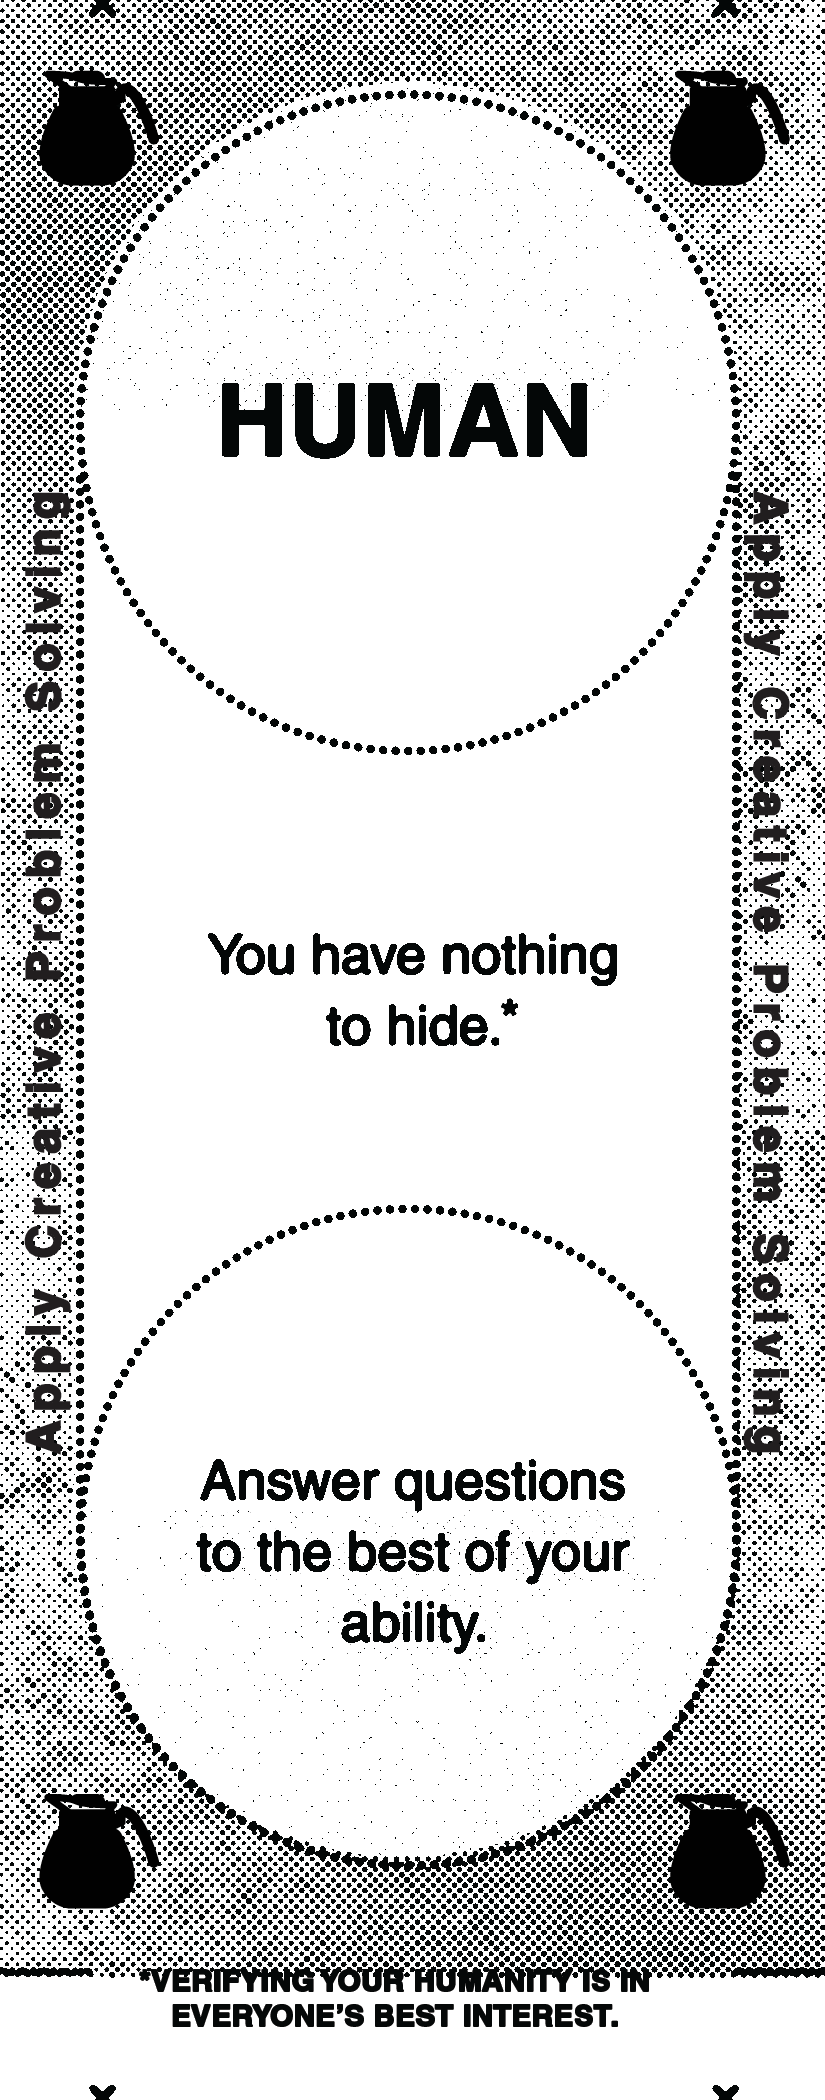 HUMAN
Apply Creative Problem Solving
Apply Creative Problem Solving
You have nothing
to hide.*
Answer questions
to the best of your
ability.
*VERIFYING YOUR HUMANITY IS IN
EVERYONE’S BEST INTEREST.